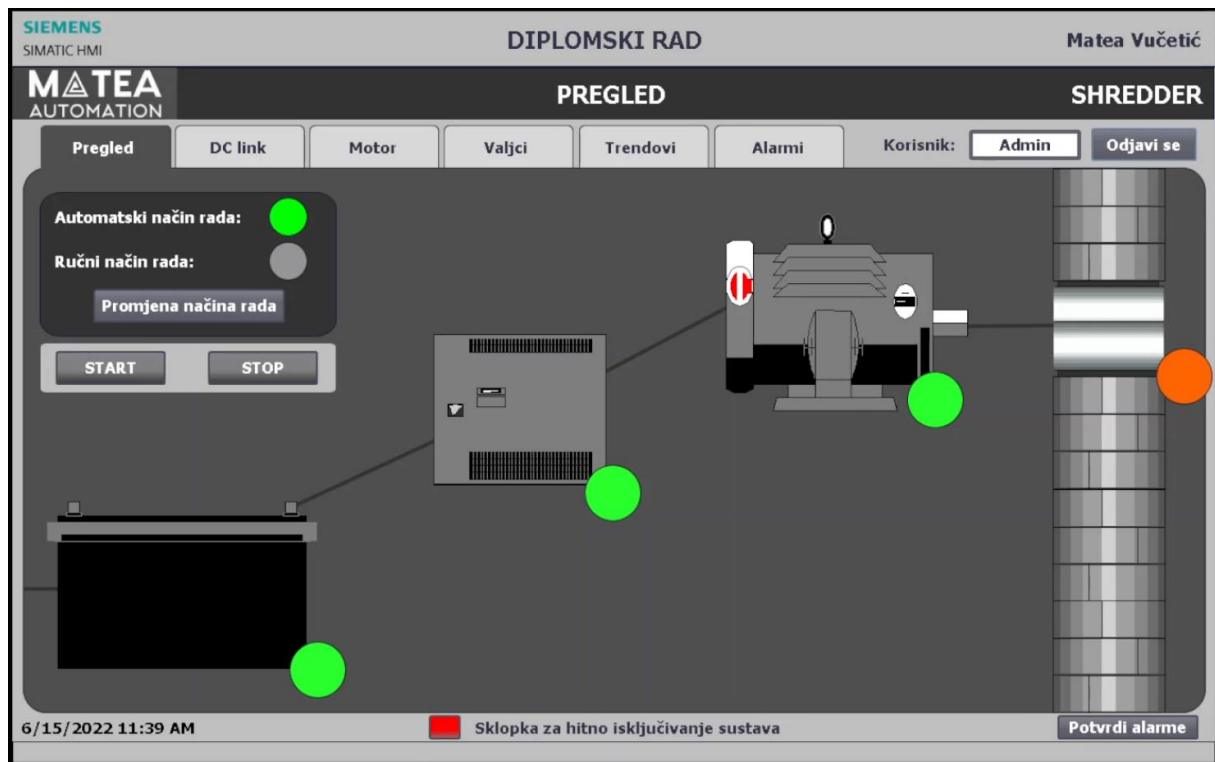 SIEMENS
SIMATIC HMI
DIPLOMSKI RAD
Matea Vučetić
MATEA
AUTOMATION
PREGLED
SHREDDER
Pregled
DC link
Motor
Valjci
Trendovi
Alarmi
Korisnik:
Admin
Odjavi se
Automatski način rada:
Ručni način rada:
Promjena načina rada
START
STOP
6/15/2022 11:39 AM
Sklopka za hitno isključivanje sustava
Potvrdi alarme